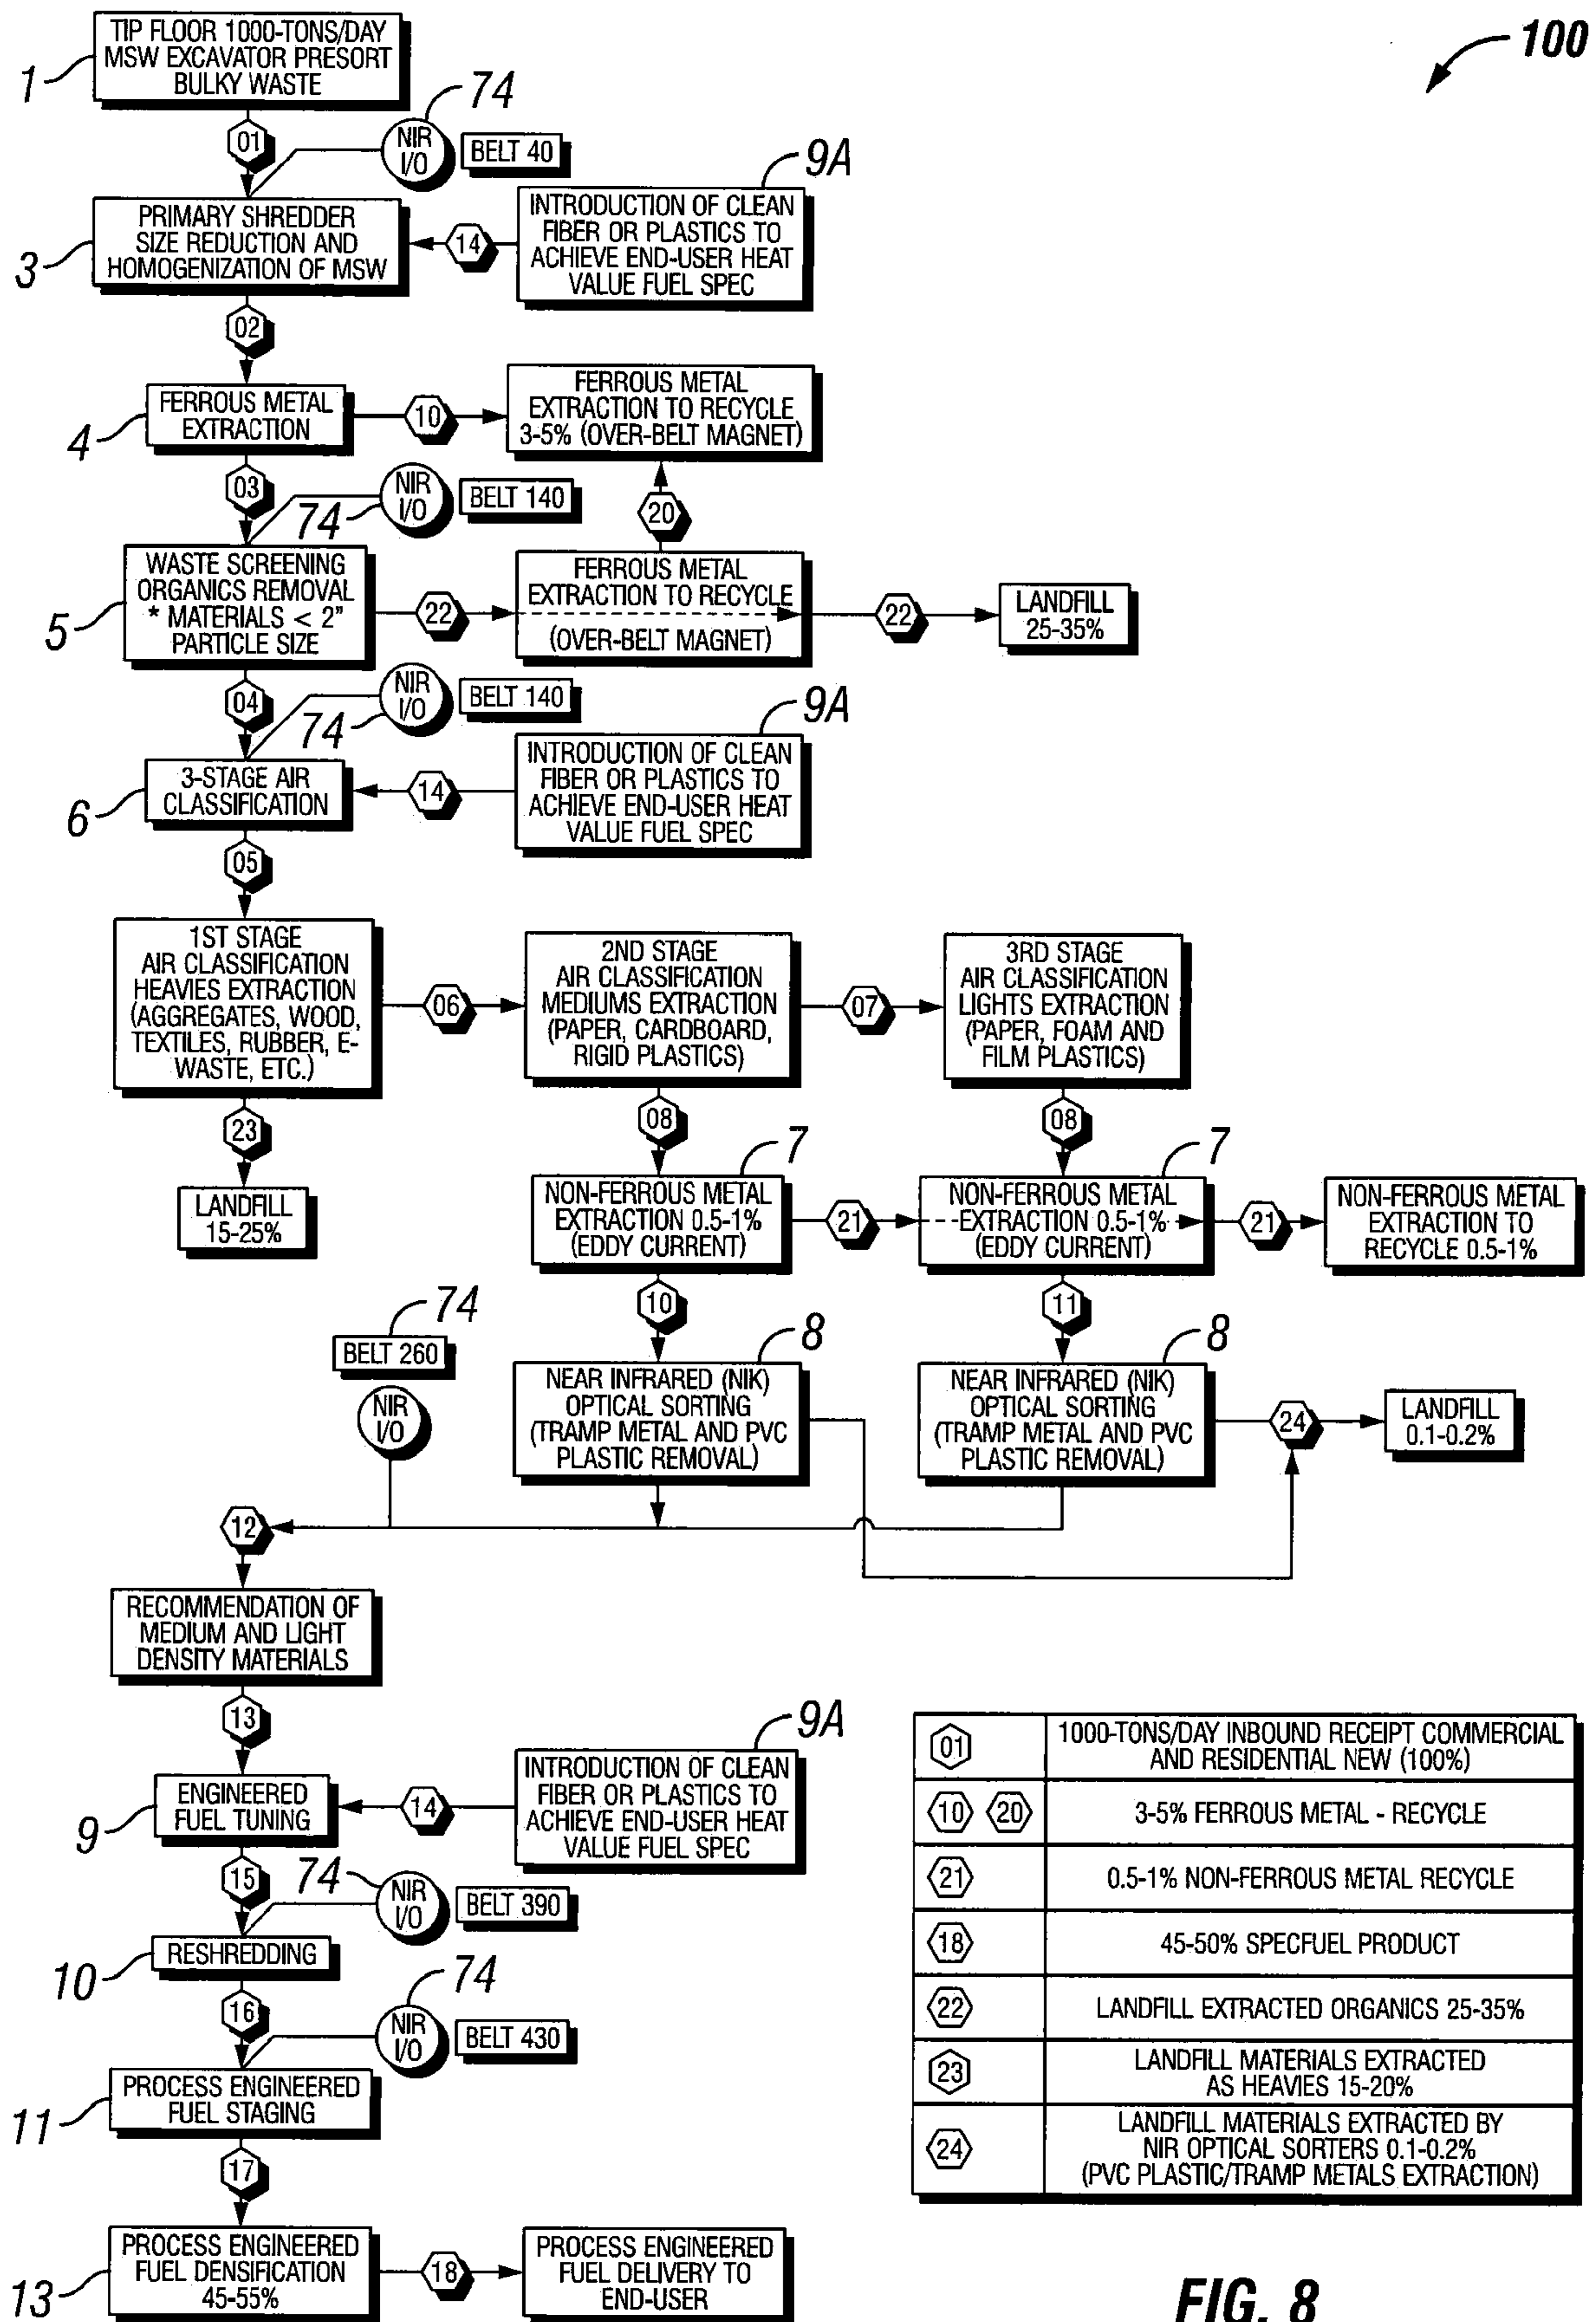 100
TIP FLOOR 1000-TONS/DAY
MSW EXCAVATOR PRESORT
BULKY WASTE
1
01
74
NIR
I/O
BELT 40
9A
PRIMARY SHREDDER
SIZE REDUCTION AND
HOMOGENIZATION OF MSW
3
14
INTRODUCTION OF CLEAN
FIBER OR PLASTICS TO
ACHIEVE END-USER HEAT
VALUE FUEL SPEC
02
FERROUS METAL
EXTRACTION
4
10
FERROUS METAL
EXTRACTION TO RECYCLE
3-5% (OVER-BELT MAGNET)
03
NIR
I/O
74
BELT 140
20
WASTE SCREENING
ORGANICS REMOVAL
* MATERIALS < 2"
PARTICLE SIZE
5
22
FERROUS METAL
EXTRACTION TO RECYCLE
(OVER-BELT MAGNET)
22
LANDFILL
25-35%
04
NIR
I/O
74
BELT 140
9A
3-STAGE AIR
CLASSIFICATION
6
14
INTRODUCTION OF CLEAN
FIBER OR PLASTICS TO
ACHIEVE END-USER HEAT
VALUE FUEL SPEC
05
1ST STAGE
AIR CLASSIFICATION
HEAVIES EXTRACTION
(AGGREGATES, WOOD,
TEXTILES, RUBBER, E-
WASTE, ETC.)
06
2ND STAGE
AIR CLASSIFICATION
MEDIUMS EXTRACTION
(PAPER, CARDBOARD,
RIGID PLASTICS)
07
3RD STAGE
AIR CLASSIFICATION
LIGHTS EXTRACTION
(PAPER, FOAM AND
FILM PLASTICS)
23
LANDFILL
15-25%
08
08
7
NON-FERROUS METAL
EXTRACTION 0.5-1%
(EDDY CURRENT)
21
7
NON-FERROUS METAL
EXTRACTION 0.5-1%
(EDDY CURRENT)
21
NON-FERROUS METAL
EXTRACTION TO
RECYCLE 0.5-1%
10
11
74
BELT 260
NIR
I/O
8
NEAR INFRARED (NIK)
OPTICAL SORTING
(TRAMP METAL AND PVC
PLASTIC REMOVAL)
8
NEAR INFRARED (NIK)
OPTICAL SORTING
(TRAMP METAL AND PVC
PLASTIC REMOVAL)
24
LANDFILL
0.1-0.2%
12
RECOMMENDATION OF
MEDIUM AND LIGHT
DENSITY MATERIALS
13
9A
ENGINEERED
FUEL TUNING
9
14
INTRODUCTION OF CLEAN
FIBER OR PLASTICS TO
ACHIEVE END-USER HEAT
VALUE FUEL SPEC
15
74
NIR
I/O
BELT 390
RESHREDDING
10
16
74
NIR
I/O
BELT 430
PROCESS ENGINEERED
FUEL STAGING
11
17
PROCESS ENGINEERED
FUEL DENSIFICATION
45-55%
13
18
PROCESS ENGINEERED
FUEL DELIVERY TO
END-USER
01
1000-TONS/DAY INBOUND RECEIPT COMMERCIAL
AND RESIDENTIAL NEW (100%)
10 20
3-5% FERROUS METAL - RECYCLE
21
0.5-1% NON-FERROUS METAL RECYCLE
18
45-50% SPECFUEL PRODUCT
22
LANDFILL EXTRACTED ORGANICS 25-35%
23
LANDFILL MATERIALS EXTRACTED
AS HEAVIES 15-20%
24
LANDFILL MATERIALS EXTRACTED BY
NIR OPTICAL SORTERS 0.1-0.2%
(PVC PLASTIC/TRAMP METALS EXTRACTION)
FIG. 8